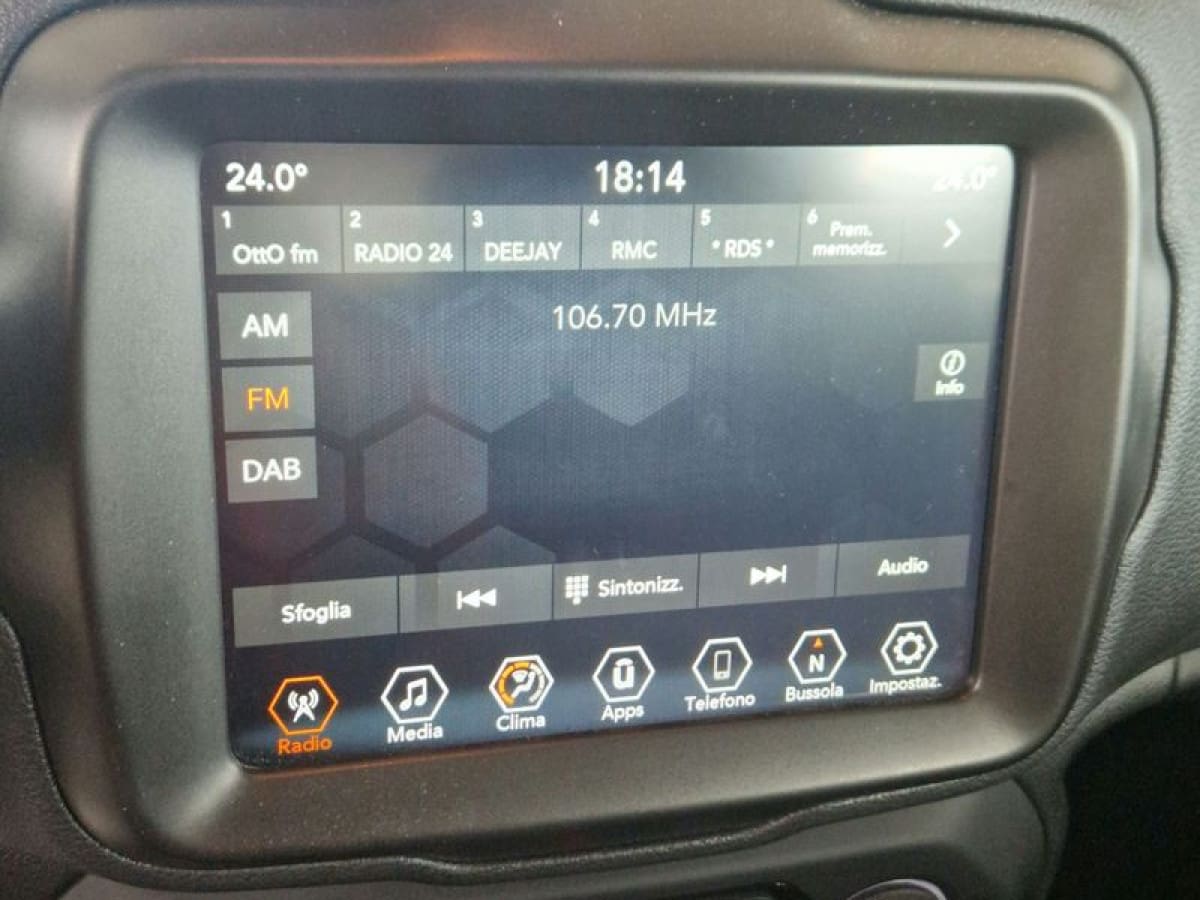 24.0° 18:14 24.0°
1 2 3 4 5 6
OttO fm RADIO 24 DEEJAY RMC °RDS° Prem.
memorizz.
AM
106.70 MHz
FM
Info
DAB
Sfoglia Sintonizz. Audio
N
Radio Media Clima Apps Telefono Bussola Impostaz.